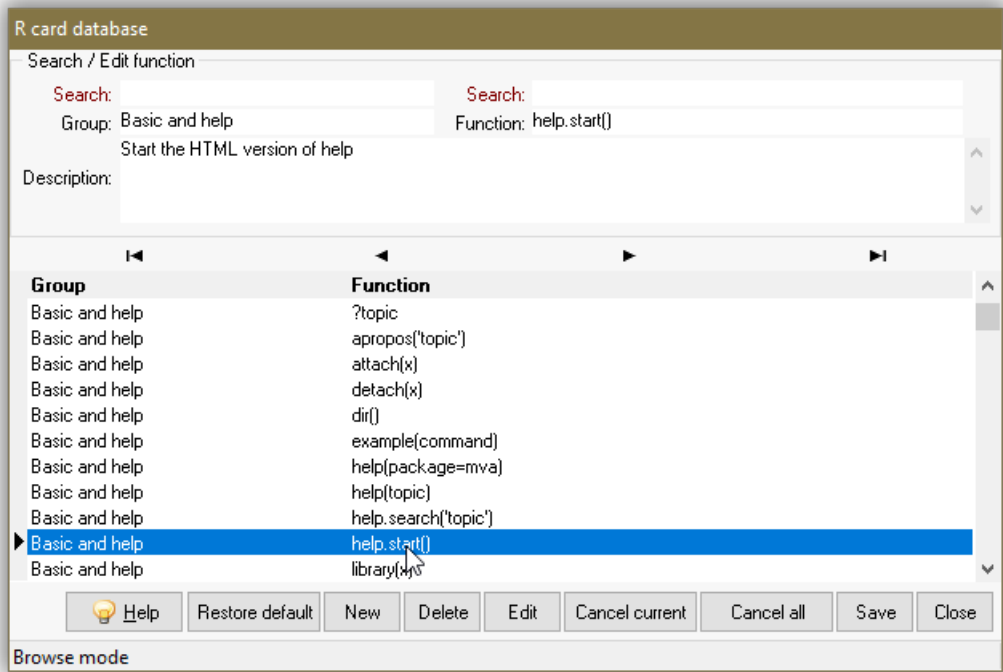 R card database
Search / Edit function
Search: Search:
Group: Basic and help Function: help.start()
Start the HTML version of help
Description:
Group Function
Basic and help ?topic
Basic and help apropos('topic')
Basic and help attach(x)
Basic and help detach(x)
Basic and help dir()
Basic and help example(command)
Basic and help help(package=mva)
Basic and help help(topic)
Basic and help help.search('topic')
Basic and help help.start()
Basic and help library(x)
Help Restore default New Delete Edit Cancel current Cancel all Save Close
Browse mode